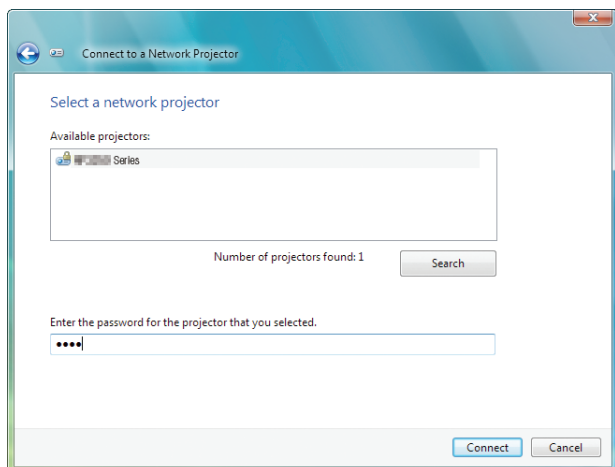 Connect to a Network Projector
Select a network projector
Available projectors:
Series
Number of projectors found: 1
Search
Enter the password for the projector that you selected.
••••
Connect
Cancel